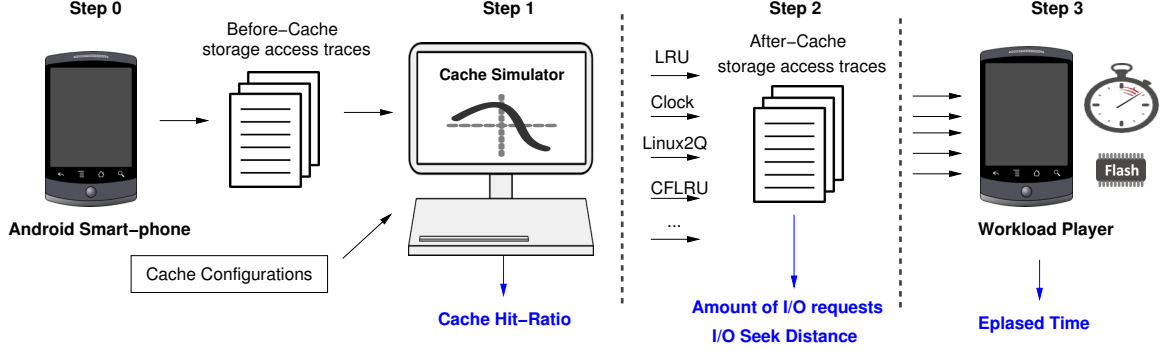 Step 0
Step 1
Step 2
Step 3
Before−Cache
storage access traces
Cache Simulator
LRU
Clock
Linux2Q
CFLRU
...
After−Cache
storage access traces
Flash
Android Smart−phone
Cache Configurations
Workload Player
Cache Hit−Ratio
Amount of I/O requests
I/O Seek Distance
Eplased Time